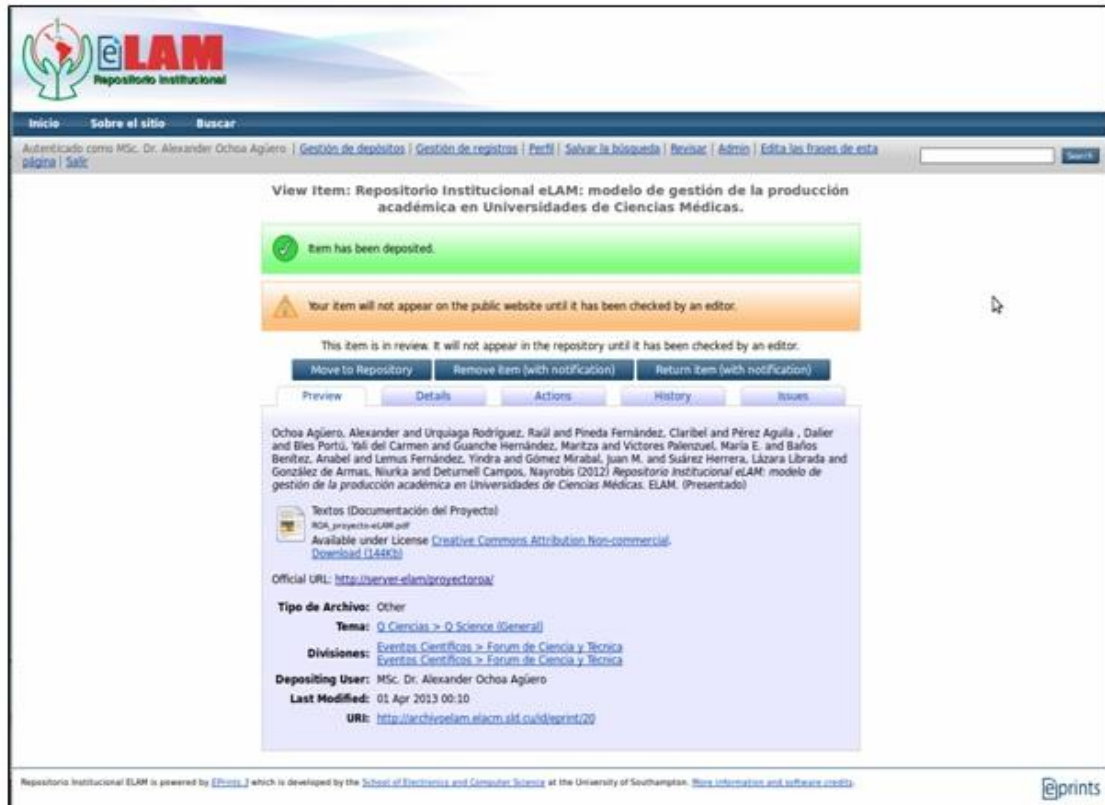 eLAM
Repositorio Institucional
Inicio Sobre el sitio Buscar
Autenticado como MSc. Dr. Alexander Ochoa Agüero | Gestión de depósitos | Gestión de registros | Perfil | Salvar la búsqueda | Revisar | Admin | Edita las frases de esta
página | Salir
Search
View Item: Repositorio Institucional eLAM: modelo de gestión de la producción
académica en Universidades de Ciencias Médicas.
Item has been deposited.
Your item will not appear on the public website until it has been checked by an editor.
This item is in review. It will not appear in the repository until it has been checked by an editor.
Move to Repository Remove item (with notification) Return item (with notification)
Preview Details Actions History Issues
Ochoa Agüero, Alexander and Urquiaga Rodríguez, Raúl and Pineda Fernández, Claribel and Pérez Aguila , Dalier
and Bles Portú, Yali del Carmen and Guanche Hernández, Maritza and Victores Palenzuel, María E. and Baños
Benítez, Anabel and Lemus Fernández, Yindra and Gómez Mirabal, Juan M. and Suárez Herrera, Lázara Librada and
González de Armas, Niurka and Deturnell Campos, Nayrobis (2012) Repositorio Institucional eLAM: modelo de
gestión de la producción académica en Universidades de Ciencias Médicas. ELAM. (Presentado)
Textos (Documentación del Proyecto)
ROA_proyecto-eLAM.pdf
Available under License Creative Commons Attribution Non-commercial.
Download (144Kb)
Official URL: http://server-elam/proyectoroa/
Tipo de Archivo: Other
Tema: Q Ciencias > Q Science (General)
Divisiones: Eventos Científicos > Forum de Ciencia y Técnica
Eventos Científicos > Forum de Ciencia y Técnica
Depositing User: MSc. Dr. Alexander Ochoa Agüero
Last Modified: 01 Apr 2013 00:10
URI: http://archivoelam.elacm.sld.cu/id/eprint/20
Repositorio Institucional ELAM is powered by EPrints 3 which is developed by the School of Electronics and Computer Science at the University of Southampton. More information and software credits.
eprints